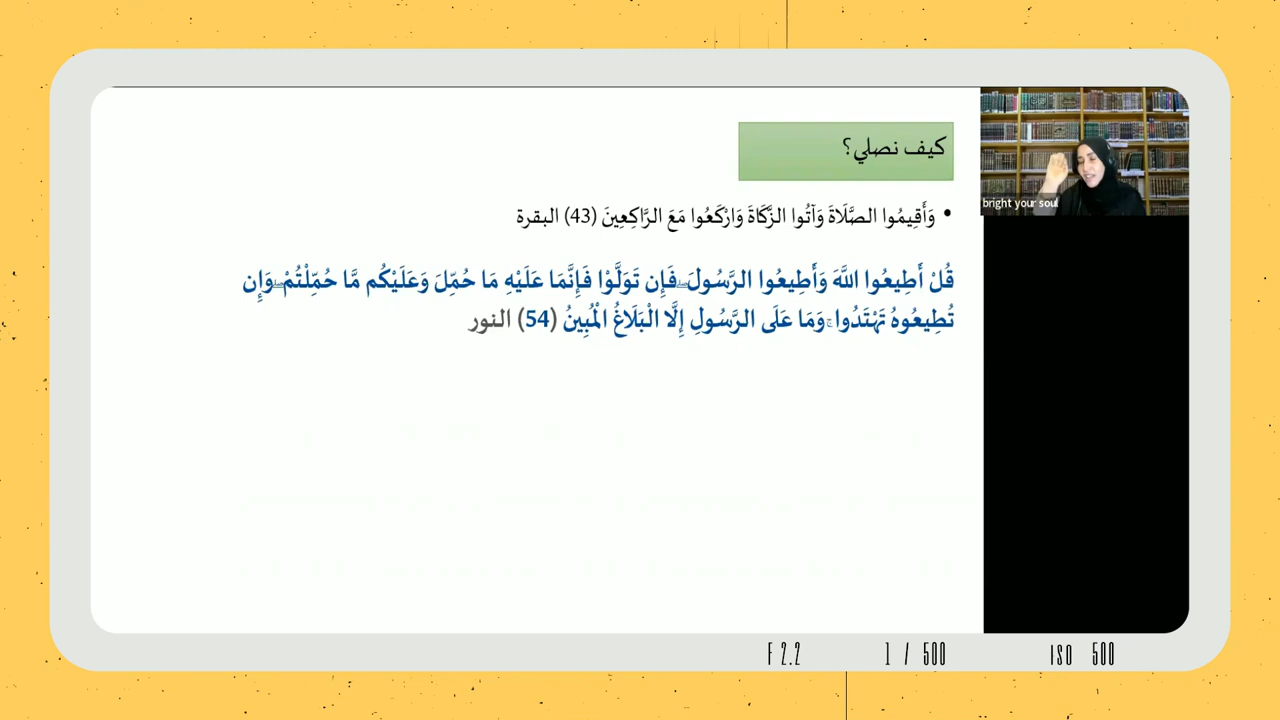 كيف نصلي؟
• وَأَقِيمُوا الصَّلَاةَ وَآتُوا الزَّكَاةَ وَارْكَعُوا مَعَ الرَّاكِعِينَ (43) البقرة
قُلْ أَطِيعُوا اللَّهَ وَأَطِيعُوا الرَّسُولَ ۖ فَإِن تَوَلَّوْا فَإِنَّمَا عَلَيْهِ مَا حُمِّلَ وَعَلَيْكُم مَّا حُمِّلْتُمْ ۖ وَإِن
تُطِيعُوهُ تَهْتَدُوا ۚ وَمَا عَلَى الرَّسُولِ إِلَّا الْبَلَاغُ الْمُبِينُ (54) النور
bright your soul
F 2.2 1 / 500 ISO 500